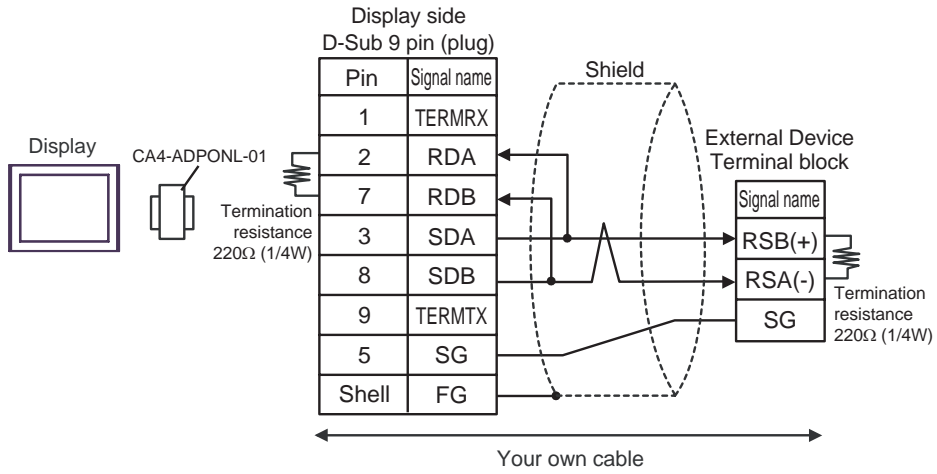 Display side
D-Sub 9 pin (plug)
Pin Signal name
1 TERMRX
2 RDA
7 RDB
3 SDA
8 SDB
9 TERMTX
5 SG
Shell FG
Display
CA4-ADPONL-01
Termination
resistance
220Ω (1/4W)
Shield
External Device
Terminal block
Signal name
RSB(+)
RSA(-)
SG
Termination
resistance
220Ω (1/4W)
Your own cable